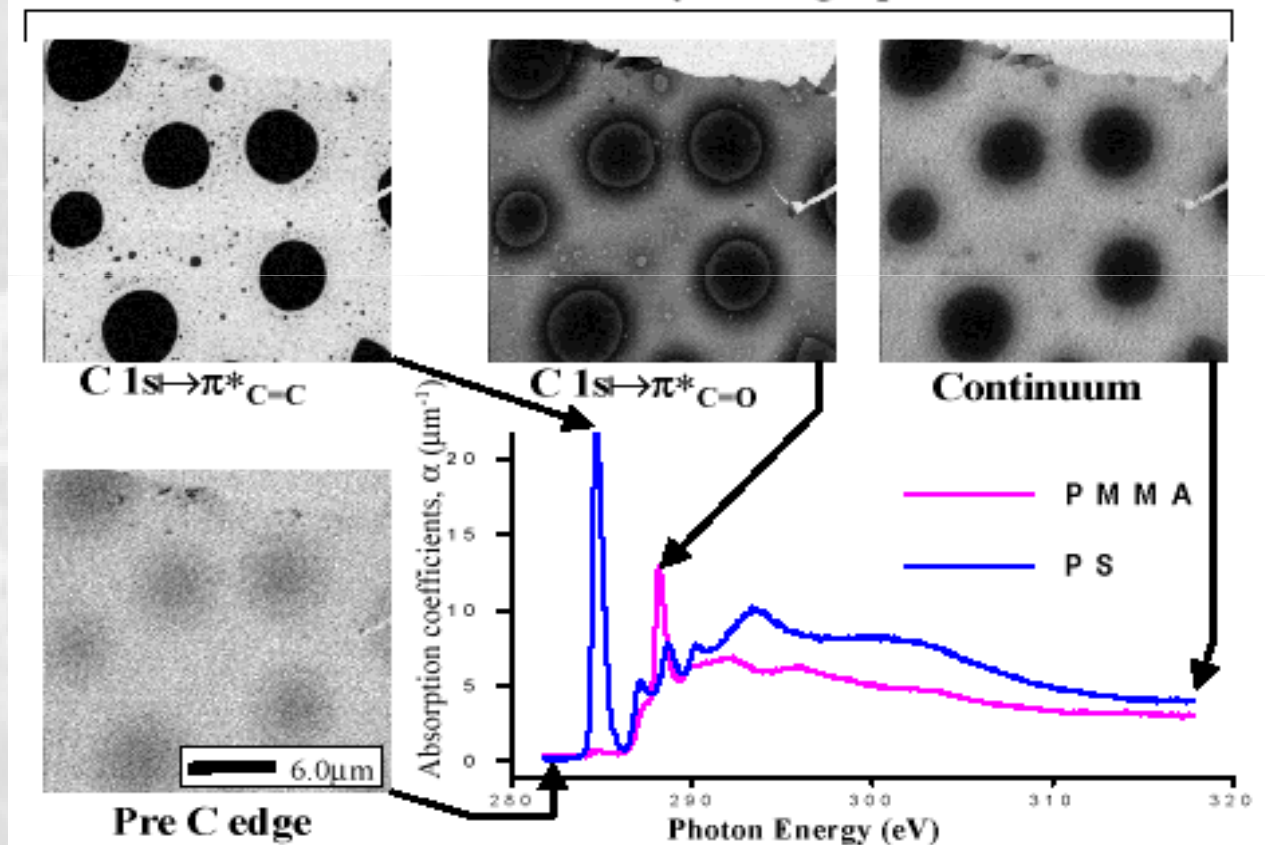 C 1s→π*C=C
C 1s→π*C=O
Continuum
Absorption coefficients, α (μm-1)
20
15
10
5
0
PMMA
PS
6.0μm
Pre C edge
280 290 300 310 320
Photon Energy (eV)